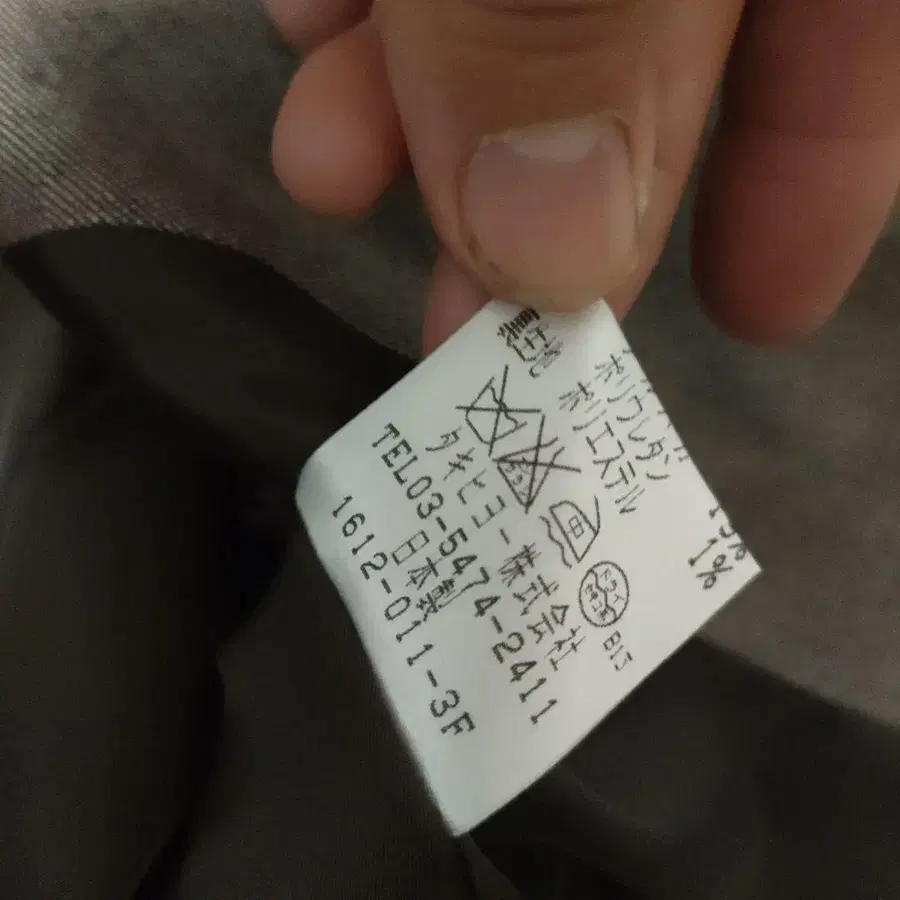 ポリウレタン 1%
ポリエステル
タキヒヨー株式会社
TEL03-5474-2411
日本製
1612-011-3F